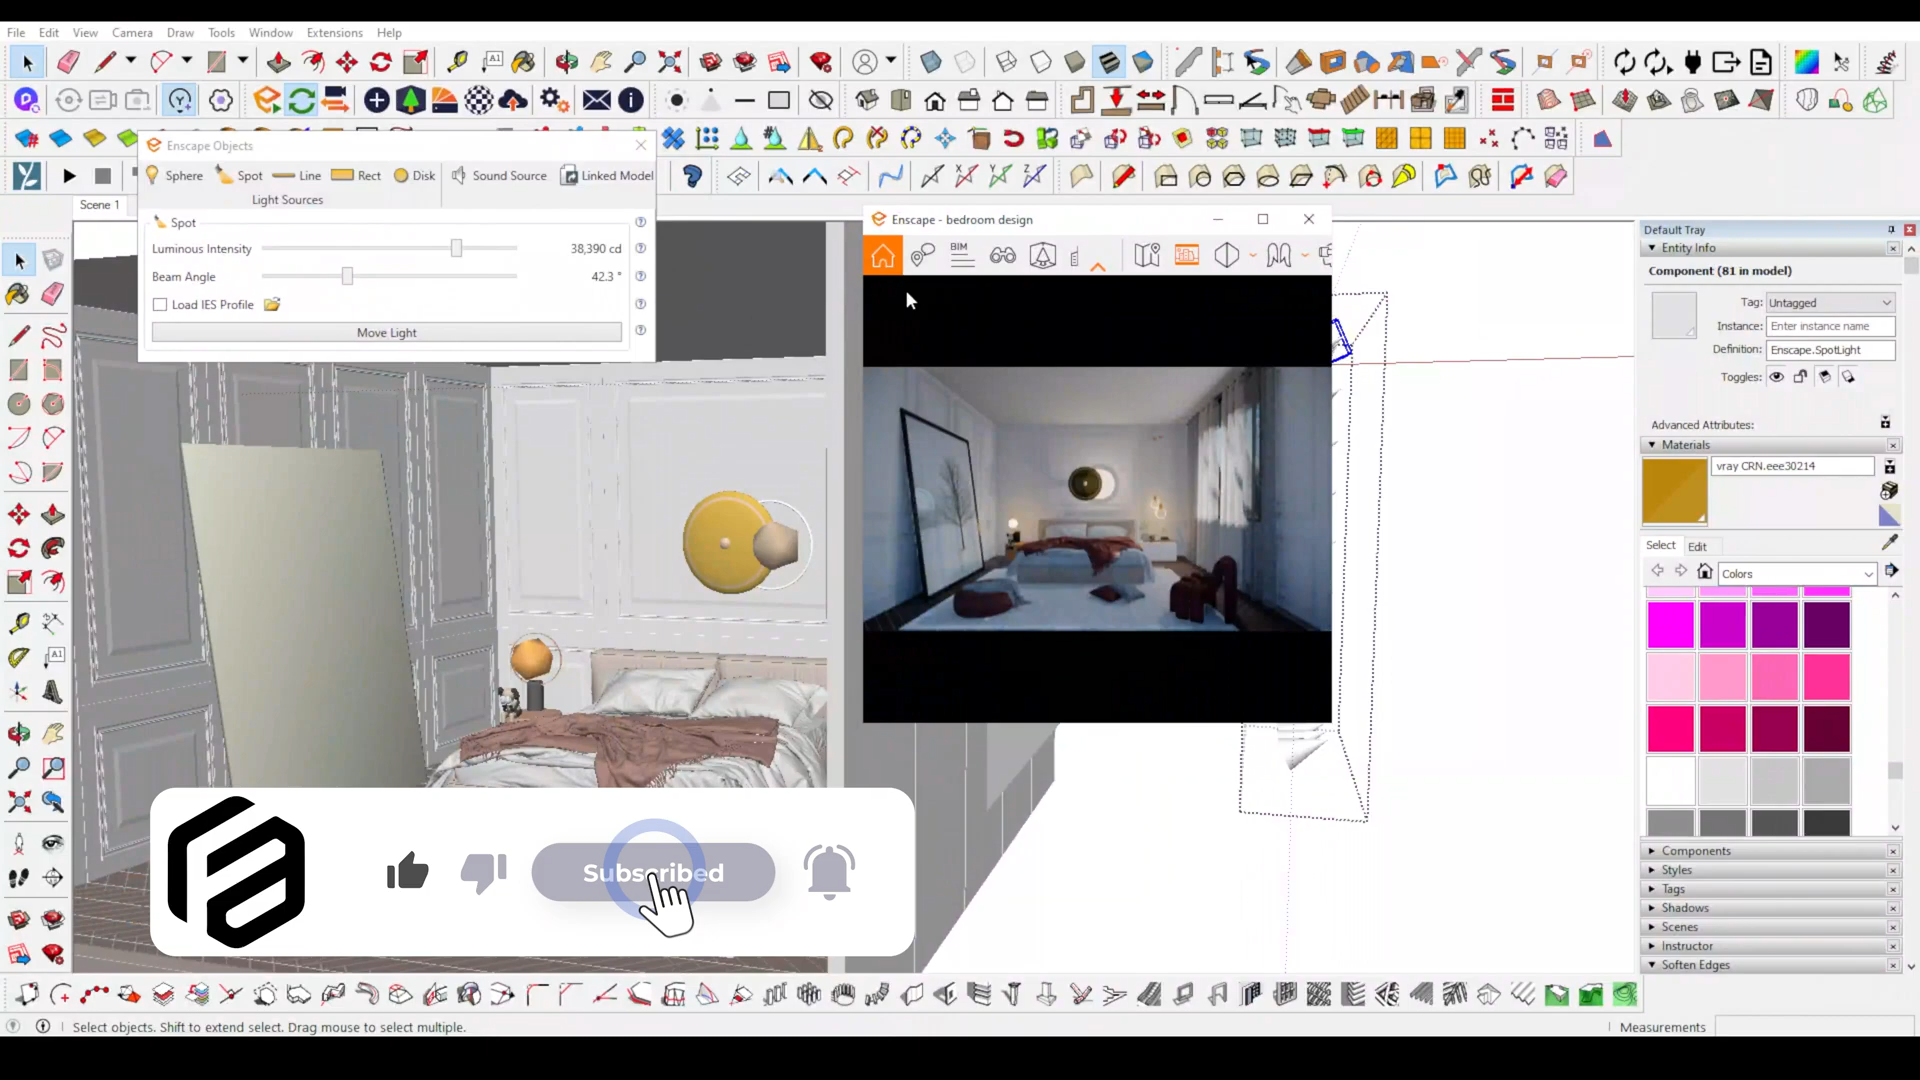 File Edit View Camera Draw Tools Window Extensions Help
Enscape Objects
Sphere Spot Line Rect Disk Sound Source Linked Model
Light Sources
Scene 1
Spot
Luminous Intensity 38,390 cd
Beam Angle 42.3 °
Load IES Profile
Move Light
Enscape - bedroom design
BIM
Default Tray
Entity Info
Component (81 in model)
Tag: Untagged
Instance: Enter instance name
Definition: Enscape.SpotLight
Toggles:
Advanced Attributes:
Materials
vray CRN.eee30214
Select Edit
Colors
Components
Styles
Tags
Shadows
Scenes
Instructor
Soften Edges
Subscribed
Select objects. Shift to extend select. Drag mouse to select multiple.
Measurements